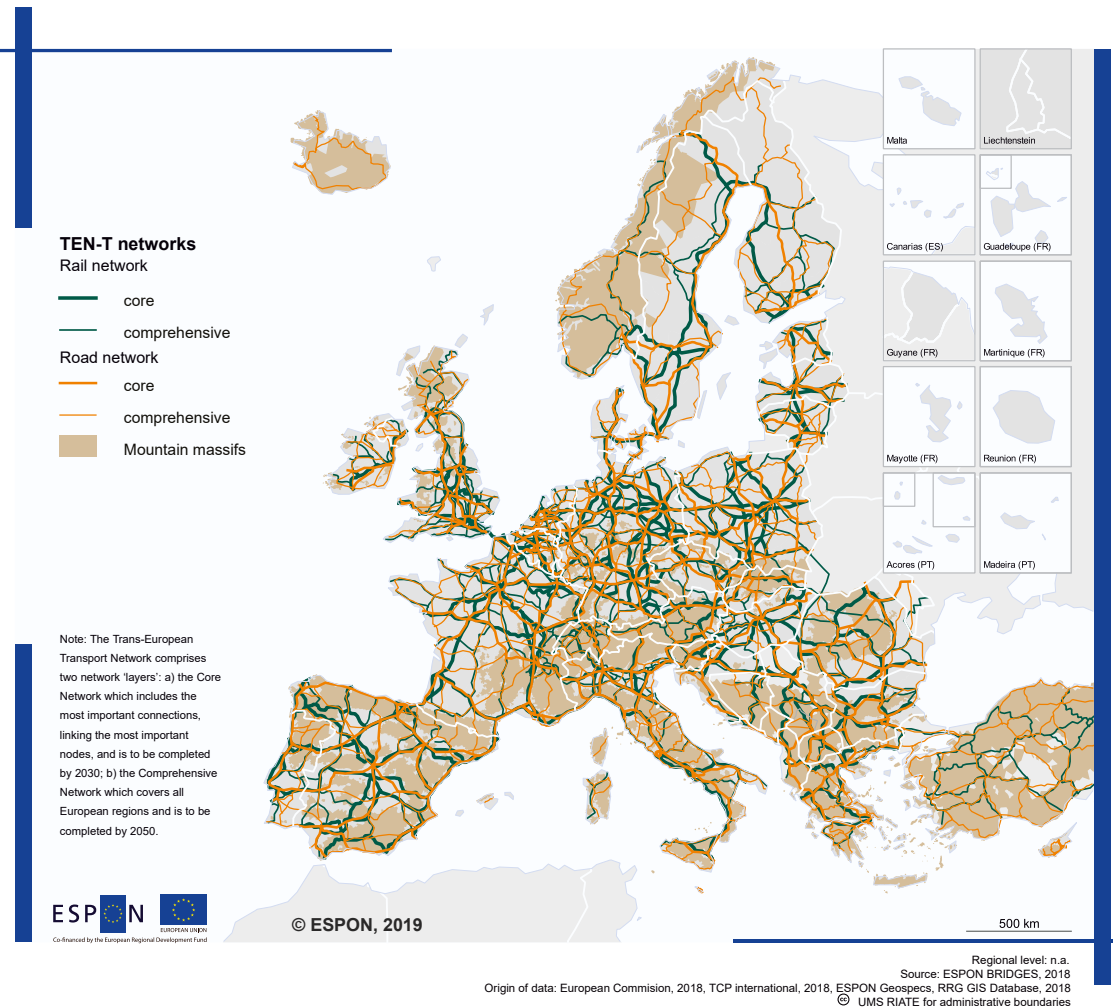 TEN-T networks
Rail network
core
comprehensive
Road network
core
comprehensive
Mountain massifs
Note: The Trans-European
Transport Network comprises
two network ‘layers’: a) the Core
Network which includes the
most important connections,
linking the most important
nodes, and is to be completed
by 2030; b) the Comprehensive
Network which covers all
European regions and is to be
completed by 2050.
Malta
Liechtenstein
Canarias (ES)
Guadeloupe (FR)
Guyane (FR)
Martinique (FR)
Mayotte (FR)
Reunion (FR)
Acores (PT)
Madeira (PT)
ESPON
EUROPEAN UNION
Co-financed by the European Regional Development Fund
© ESPON, 2019
500 km
Regional level: n.a.
Source: ESPON BRIDGES, 2018
Origin of data: European Commision, 2018, TCP international, 2018, ESPON Geospecs, RRG GIS Database, 2018
cc UMS RIATE for administrative boundaries